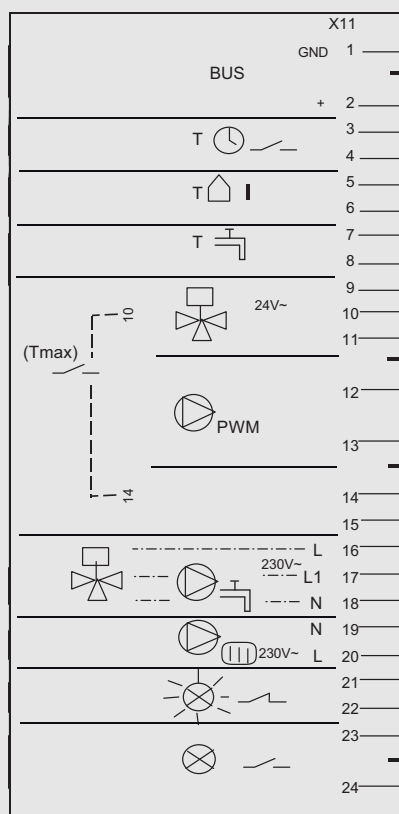 X11
GND 1
BUS
+ 2
3
T
4
5
T
6
7
T
8
9
24V~
10
10
11
(Tmax)
12
PWM
13
14
14
15
L 16
230V~
L1 17
N 18
N 19
230V~ L 20
21
22
23
24